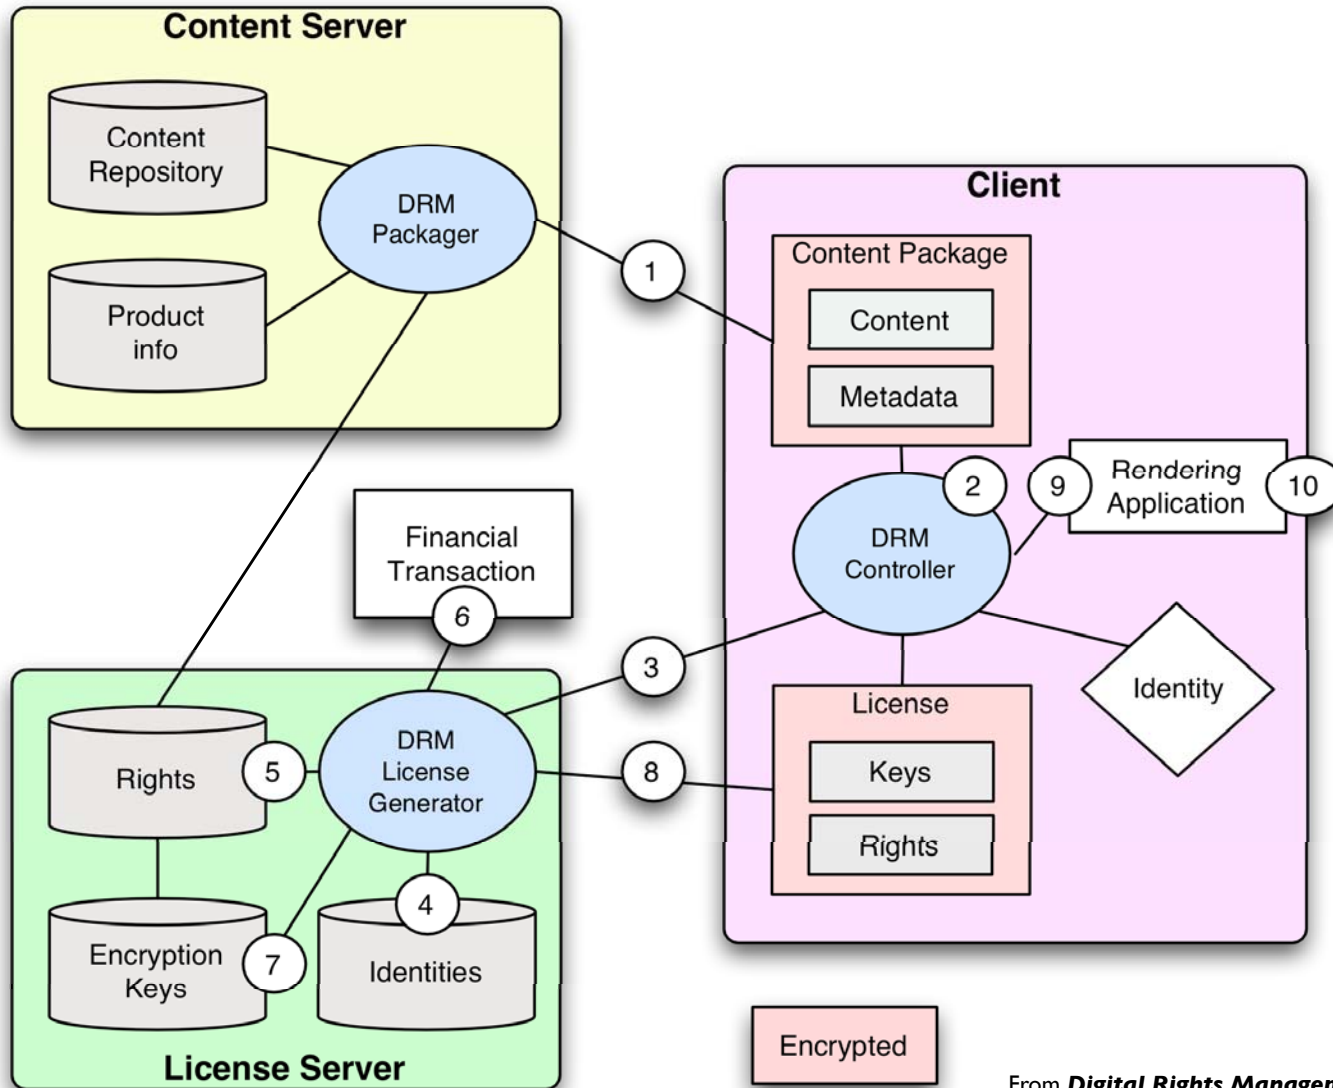 Content Server
Content
Repository
DRM
Packager
Product
info
1
Client
Content Package
Content
Metadata
2
9
Rendering
Application
10
DRM
Controller
Financial
Transaction
6
3
Identity
License
Keys
Rights
8
Rights
5
DRM
License
Generator
4
Encryption
Keys
7
Identities
License Server
Encrypted
From Digital Rights